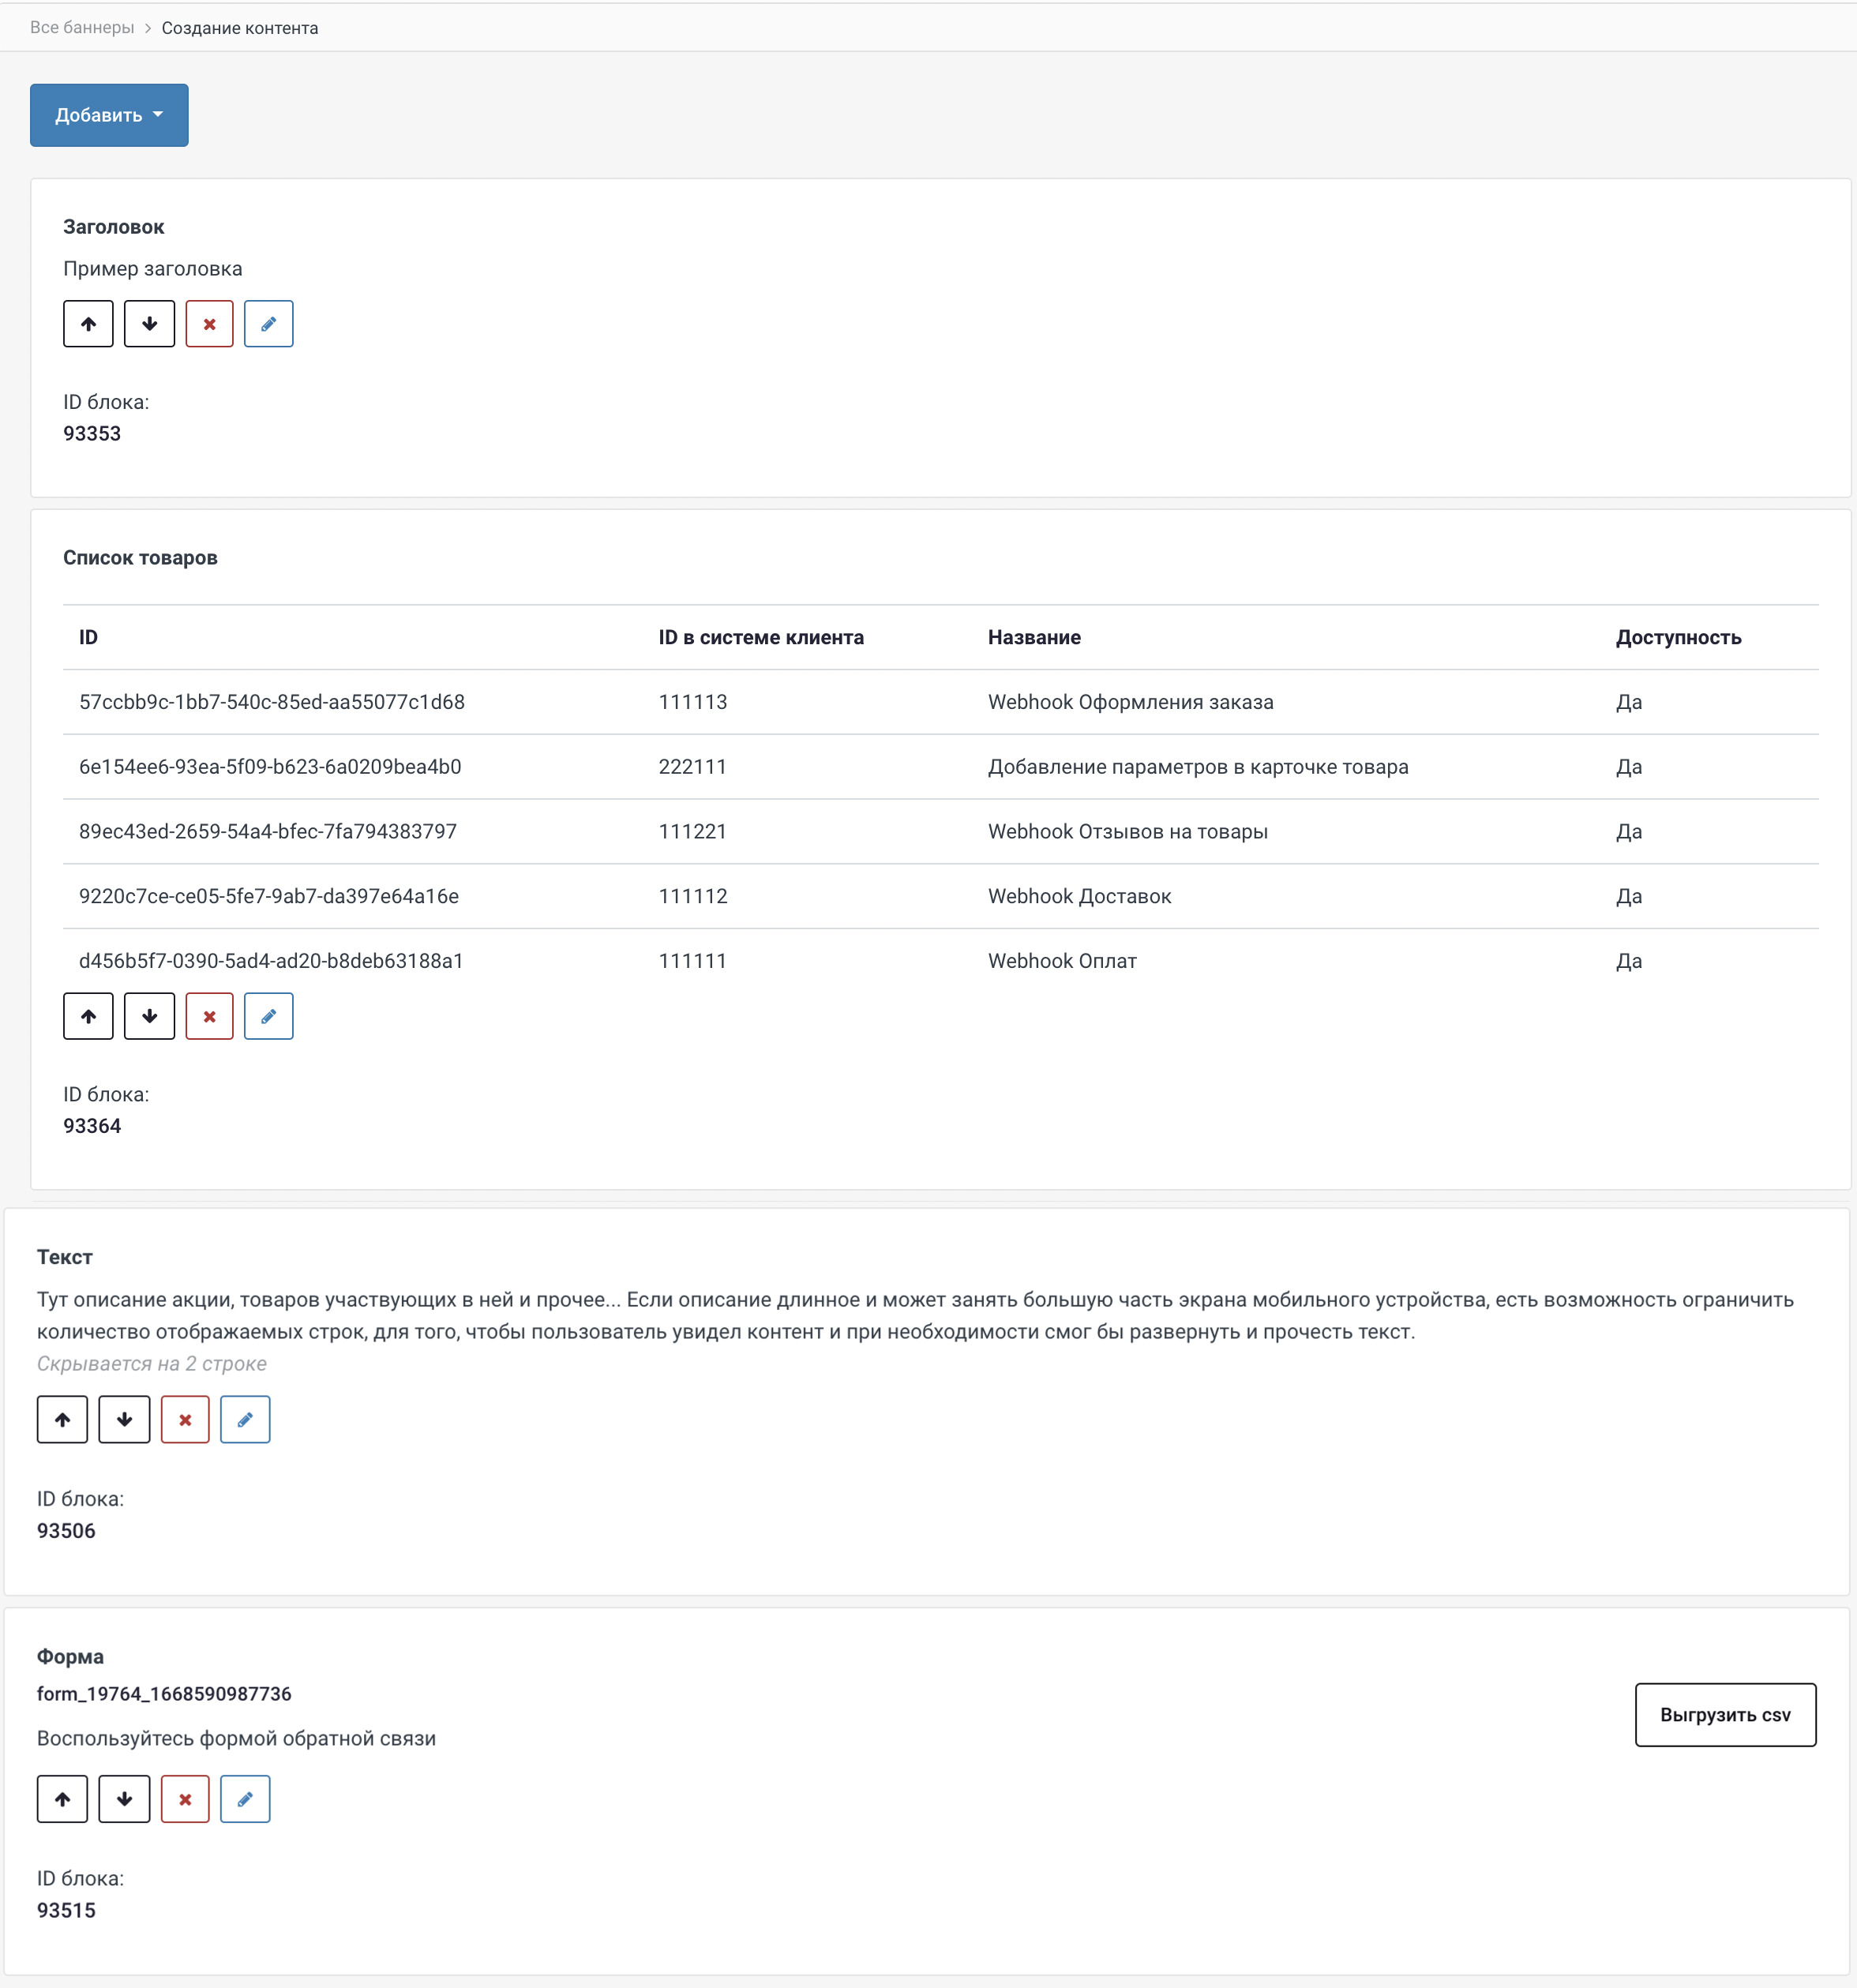 Все баннеры > Создание контента
Добавить
Заголовок
Пример заголовка
ID блока:
93353
Список товаров
ID ID в системе клиента Название Доступность
57ccbb9c-1bb7-540c-85ed-aa55077c1d68 111113 Webhook Оформления заказа Да
6e154ee6-93ea-5f09-b623-6a0209bea4b0 222111 Добавление параметров в карточке товара Да
89ec43ed-2659-54a4-bfec-7fa794383797 111221 Webhook Отзывов на товары Да
9220c7ce-ce05-5fe7-9ab7-da397e64a16e 111112 Webhook Доставок Да
d456b5f7-0390-5ad4-ad20-b8deb63188a1 111111 Webhook Оплат Да
ID блока:
93364
Текст
Тут описание акции, товаров участвующих в ней и прочее... Если описание длинное и может занять большую часть экрана мобильного устройства, есть возможность ограничить
количество отображаемых строк, для того, чтобы пользователь увидел контент и при необходимости смог бы развернуть и прочесть текст.
Скрывается на 2 строке
ID блока:
93506
Форма
form_19764_1668590987736
Выгрузить csv
Воспользуйтесь формой обратной связи
ID блока:
93515